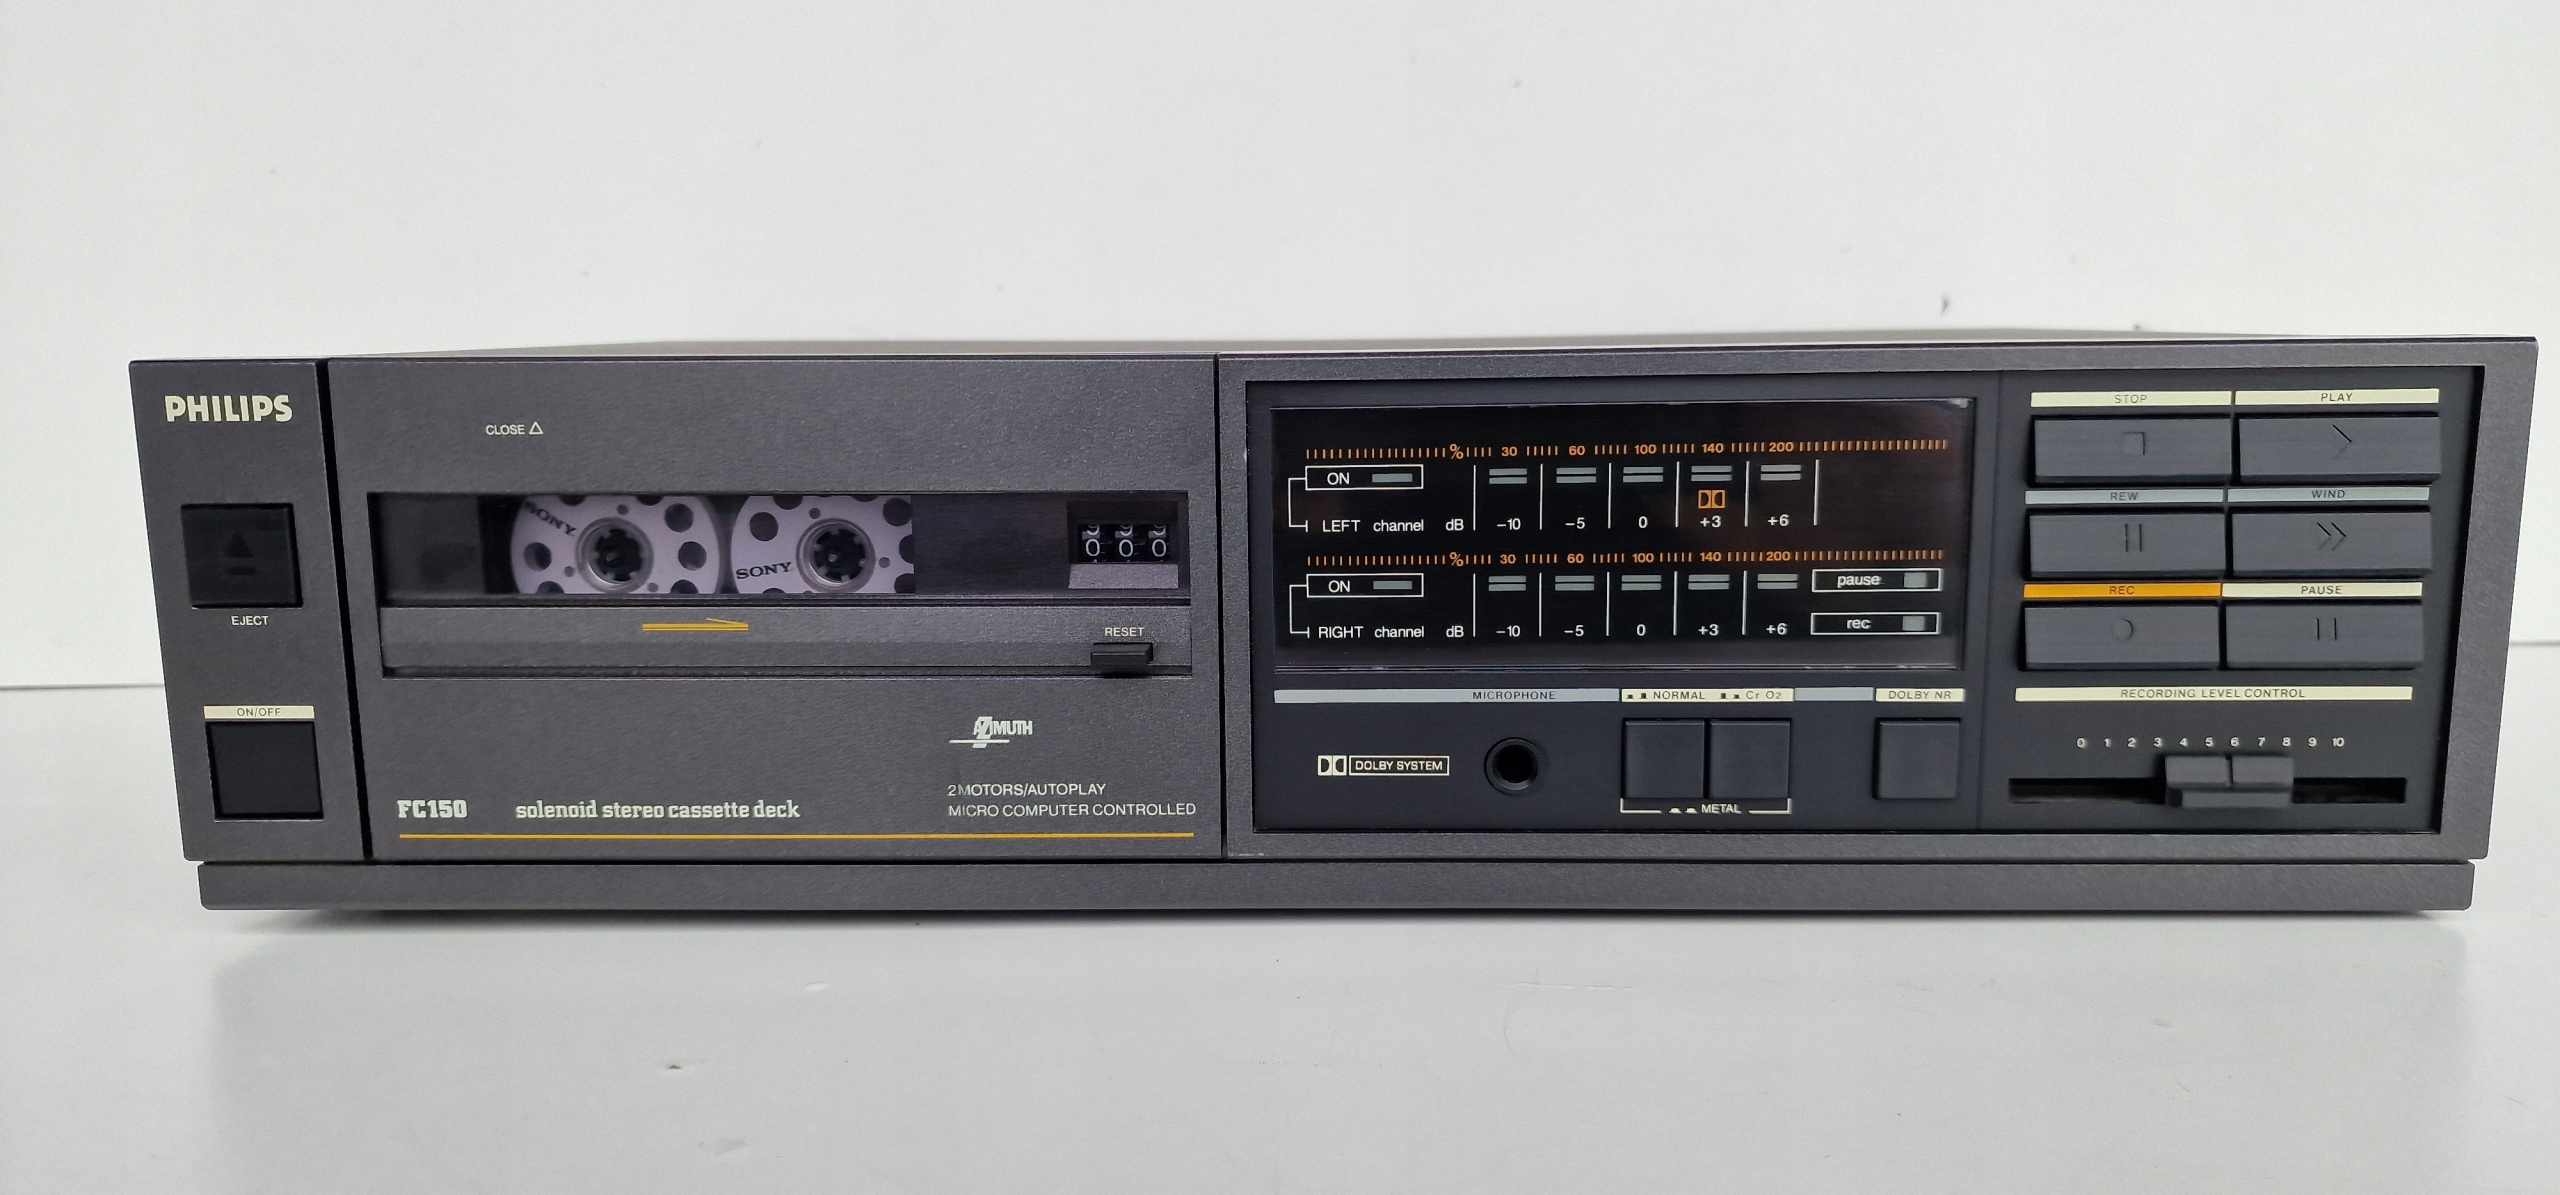 PHILIPS
CLOSE △
EJECT
ON/OFF
SONY
SONY
0 0 0
RESET
AZIMUTH
2 MOTORS/AUTOPLAY
MICRO COMPUTER CONTROLLED
FC150 solenoid stereo cassette deck
% 30 60 100 140 200
ON
LEFT channel dB -10 -5 0 +3 +6
% 30 60 100 140 200
ON
pause
RIGHT channel dB -10 -5 0 +3 +6
rec
MICROPHONE
NORMAL
Cr O2
DOLBY NR
DOLBY SYSTEM
METAL
STOP
PLAY
REW
WIND
REC
PAUSE
RECORDING LEVEL CONTROL
0 1 2 3 4 5 6 7 8 9 10